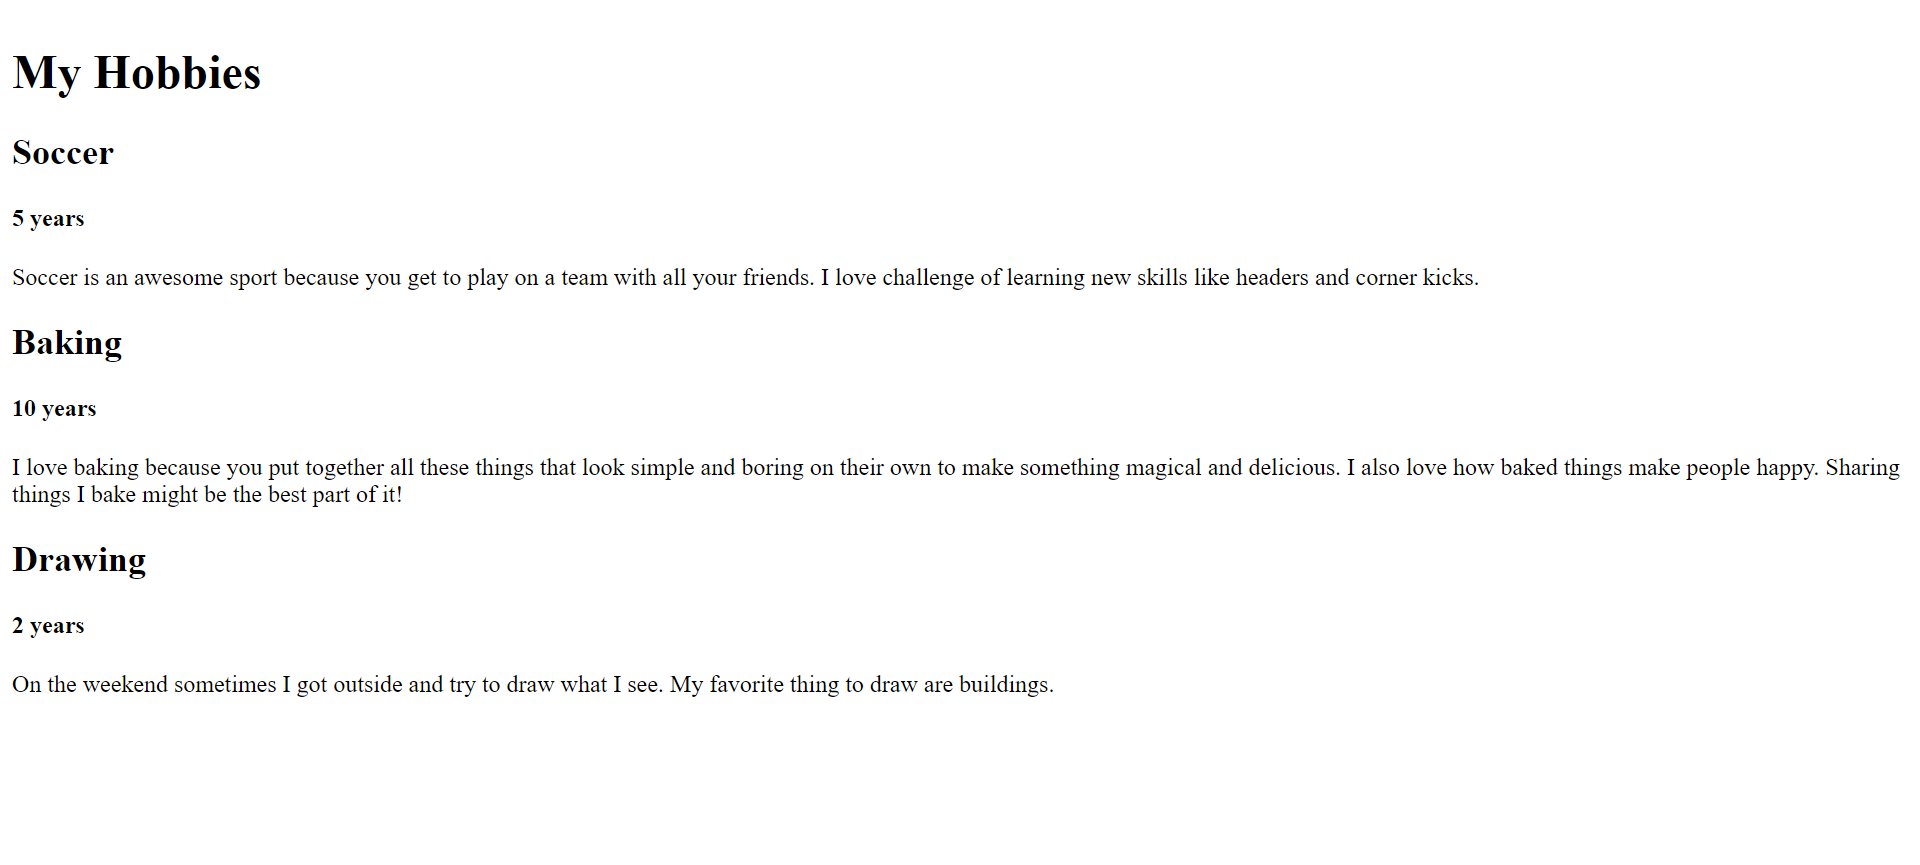 My Hobbies
Soccer
5 years
Soccer is an awesome sport because you get to play on a team with all your friends. I love challenge of learning new skills like headers and corner kicks.
Baking
10 years
I love baking because you put together all these things that look simple and boring on their own to make something magical and delicious. I also love how baked things make people happy. Sharing
things I bake might be the best part of it!
Drawing
2 years
On the weekend sometimes I got outside and try to draw what I see. My favorite thing to draw are buildings.